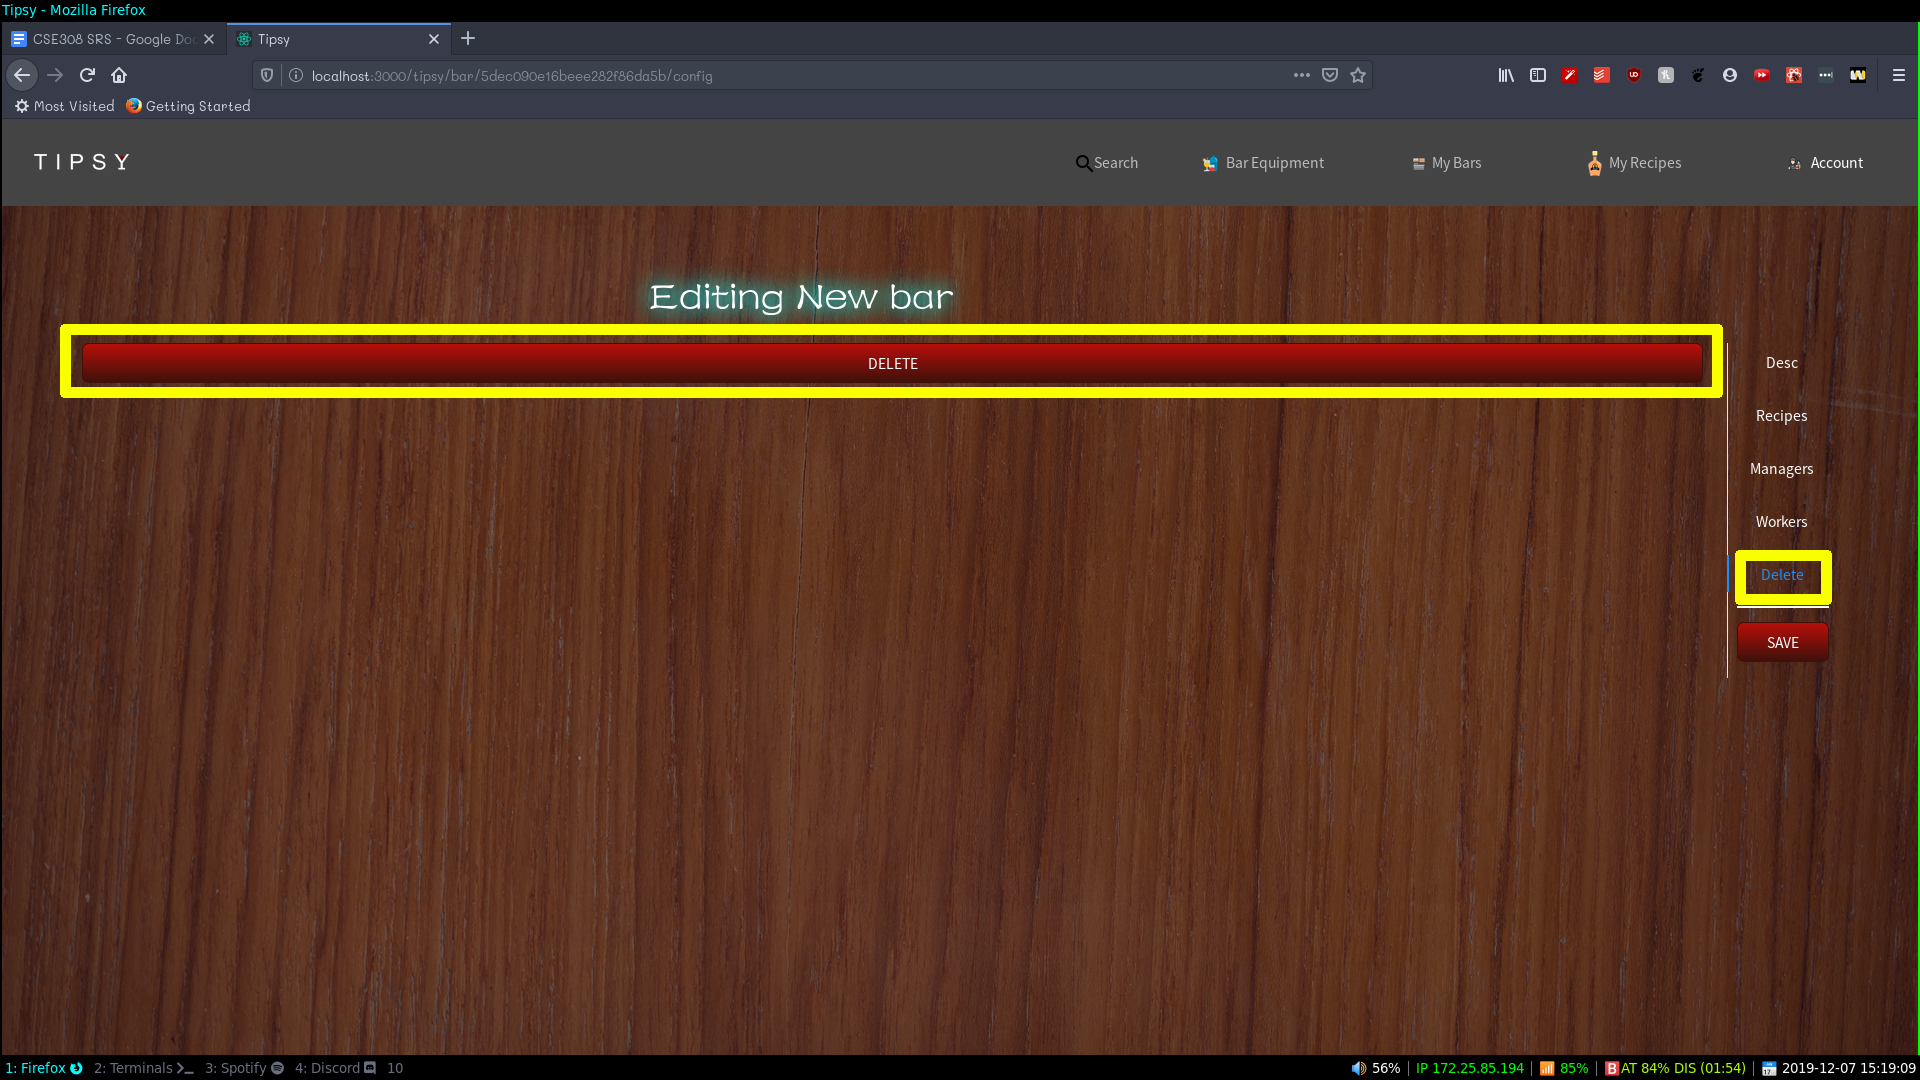 Tipsy - Mozilla Firefox
CSE308 SRS - Google Doc
Tipsy
localhost:3000/tipsy/bar/5dec090e16beee282f86da5b/config
Most Visited Getting Started
TIPSY Search Bar Equipment My Bars My Recipes Account
Editing New bar
DELETE
Desc
Recipes
Managers
Workers
Delete
SAVE
1: Firefox 2: Terminals 3: Spotify 4: Discord 10 56% | IP 172.25.85.194 | 85% | BAT 84% DIS (01:54) | 2019-12-07 15:19:09